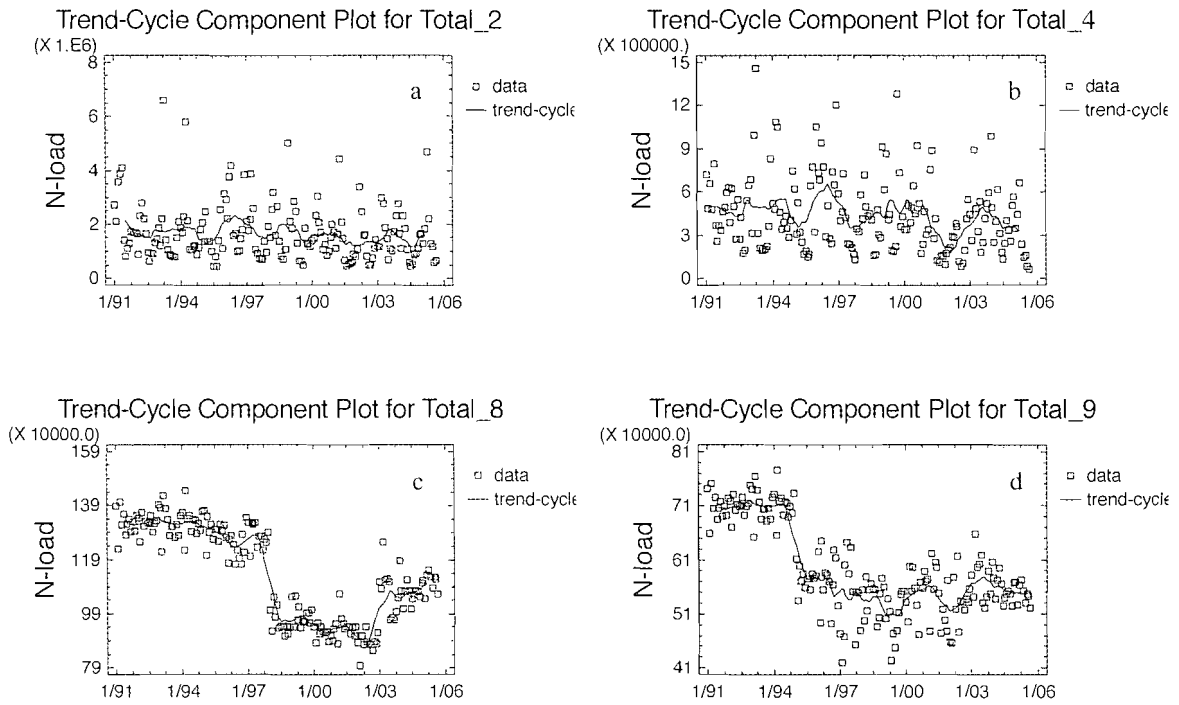 Trend-Cycle Component Plot for Total_2
(X 1.E6)
8
6
4
2
0
N-load
a
data
trend-cycle
1/91 1/94 1/97 1/00 1/03 1/06
Trend-Cycle Component Plot for Total_4
(X 100000.)
15
12
9
6
3
0
N-load
b
data
trend-cycle
1/91 1/94 1/97 1/00 1/03 1/06
Trend-Cycle Component Plot for Total_8
(X 10000.0)
159
139
119
99
79
N-load
c
data
trend-cycle
1/91 1/94 1/97 1/00 1/03 1/06
Trend-Cycle Component Plot for Total_9
(X 10000.0)
81
71
61
51
41
N-load
d
data
trend-cycle
1/91 1/94 1/97 1/00 1/03 1/06